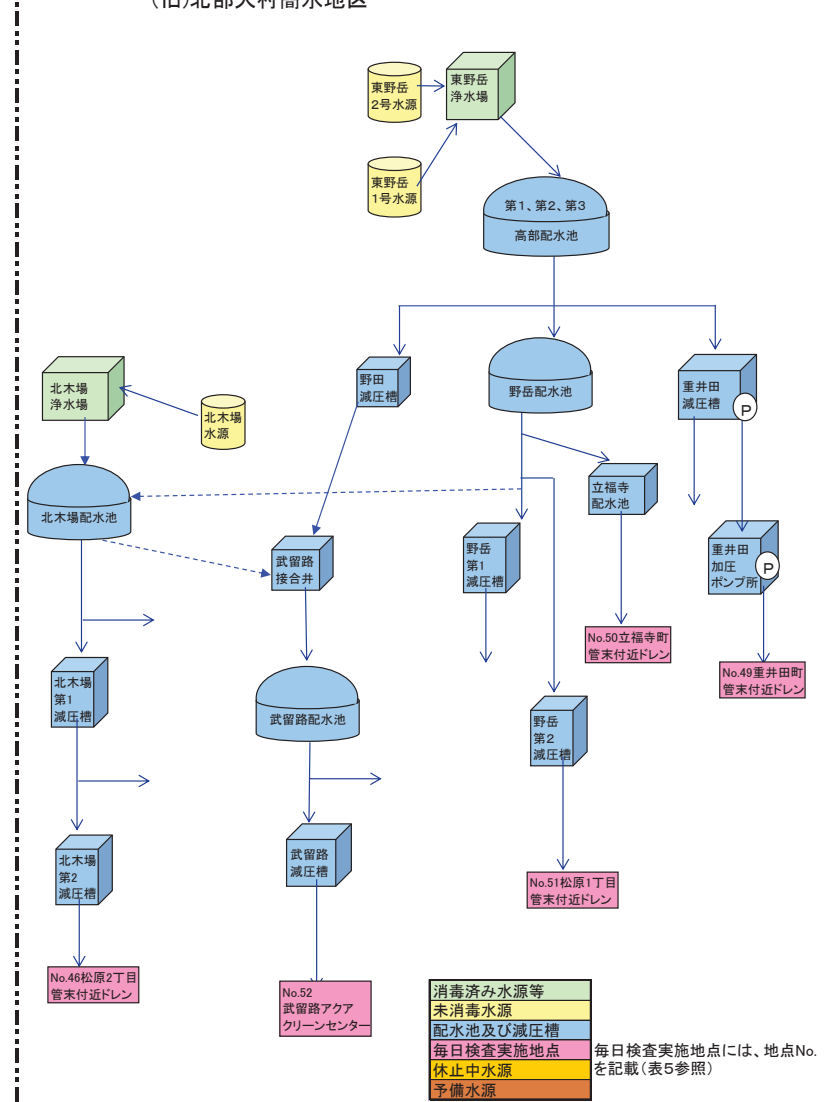 (旧)北部大村簡水地区
東野岳
2号水源
東野岳
浄水場
東野岳
1号水源
第1、第2、第3
高部配水池
北木場
浄水場
北木場
水源
野田
減圧槽
野岳配水池
重井田
減圧槽
P
北木場配水池
武留路
接合井
野岳
第1
減圧槽
立福寺
配水池
重井田
加圧
ポンプ所
P
No.50立福寺町
管末付近ドレン
No.49重井田町
管末付近ドレン
北木場
第1
減圧槽
武留路配水池
野岳
第2
減圧槽
北木場
第2
減圧槽
武留路
減圧槽
No.51松原1丁目
管末付近ドレン
No.46松原2丁目
管末付近ドレン
No.52
武留路アクア
クリーンセンター
消毒済み水源等
未消毒水源
配水池及び減圧槽
毎日検査実施地点
休止中水源
予備水源
毎日検査実施地点には、地点No.
を記載(表5参照)